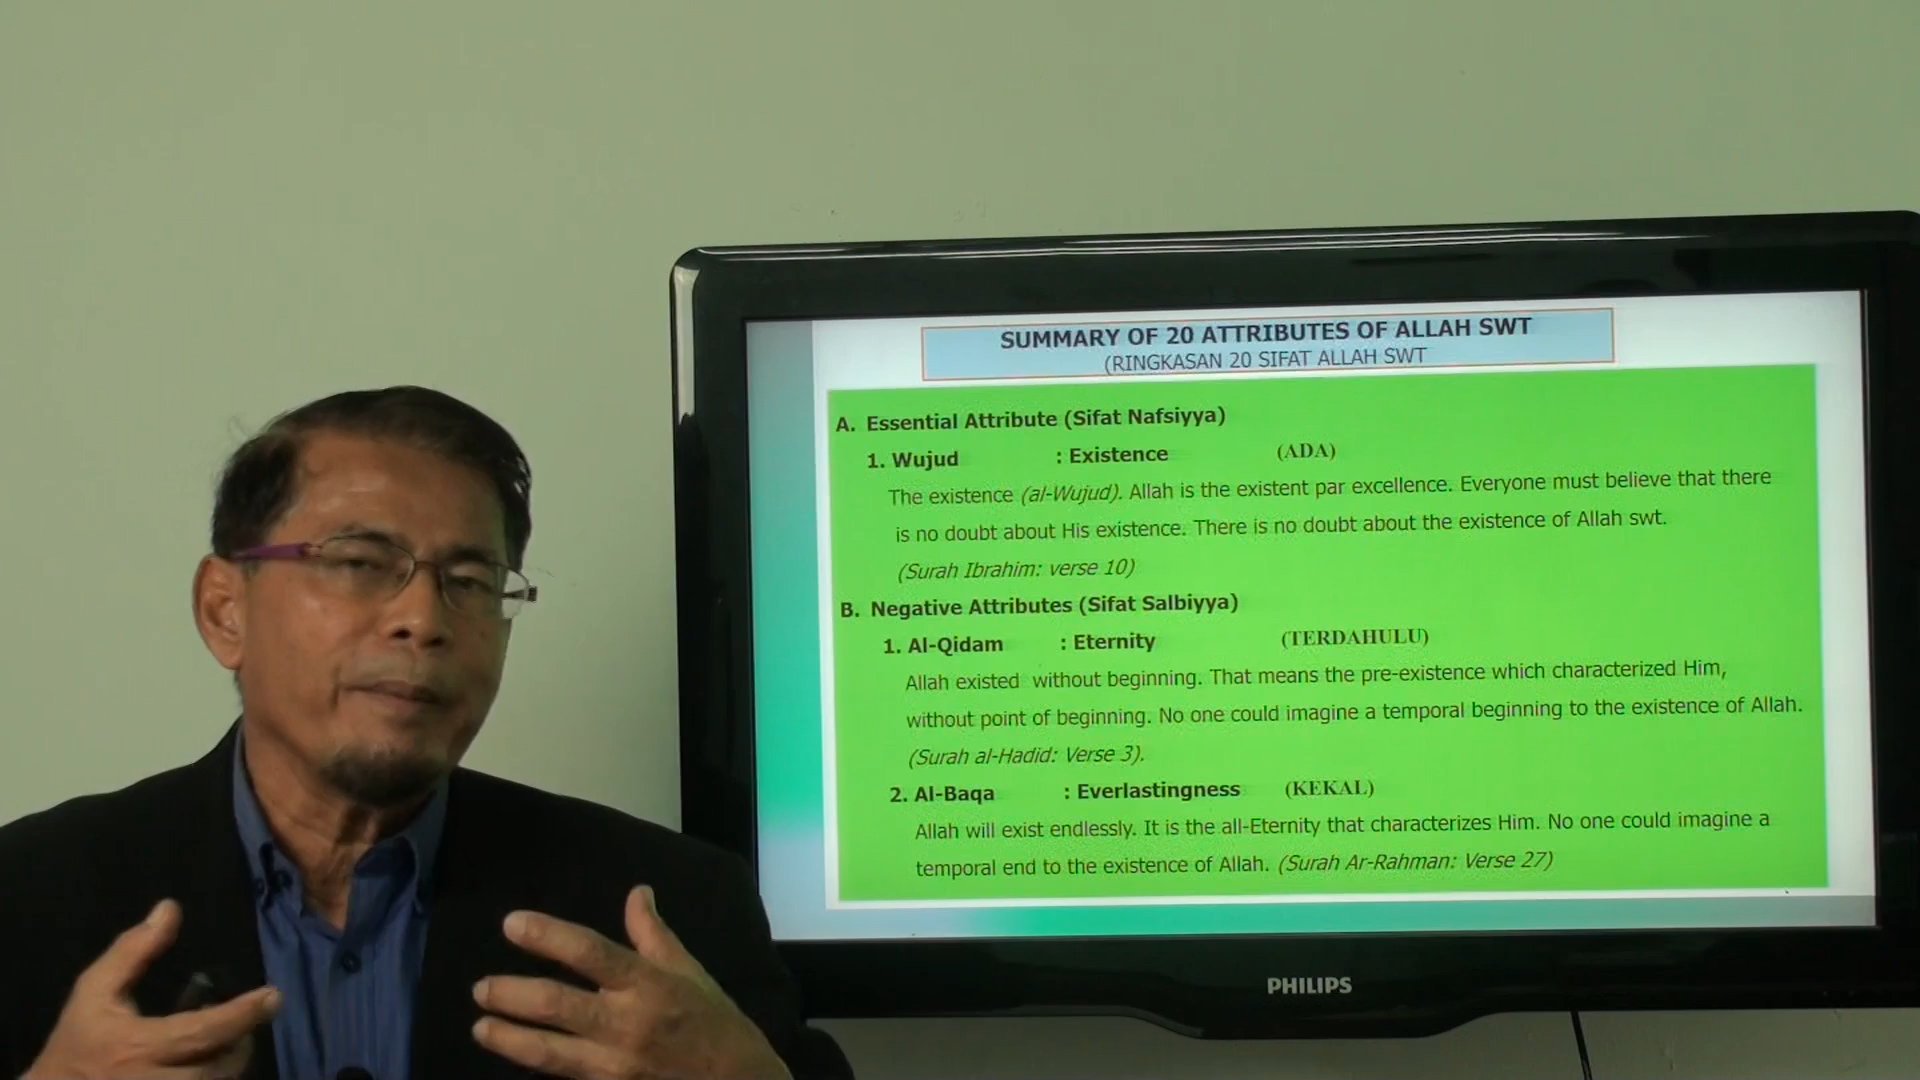 SUMMARY OF 20 ATTRIBUTES OF ALLAH SWT
(RINGKASAN 20 SIFAT ALLAH SWT
A. Essential Attribute (Sifat Nafsiyya)
1. Wujud : Existence (ADA)
The existence (al-Wujud). Allah is the existent par excellence. Everyone must believe that there
is no doubt about His existence. There is no doubt about the existence of Allah swt.
(Surah Ibrahim: verse 10)
B. Negative Attributes (Sifat Salbiyya)
1. Al-Qidam : Eternity (TERDAHULU)
Allah existed without beginning. That means the pre-existence which characterized Him,
without point of beginning. No one could imagine a temporal beginning to the existence of Allah.
(Surah al-Hadid: Verse 3).
2. Al-Baqa : Everlastingness (KEKAL)
Allah will exist endlessly. It is the all-Eternity that characterizes Him. No one could imagine a
temporal end to the existence of Allah. (Surah Ar-Rahman: Verse 27)
PHILIPS